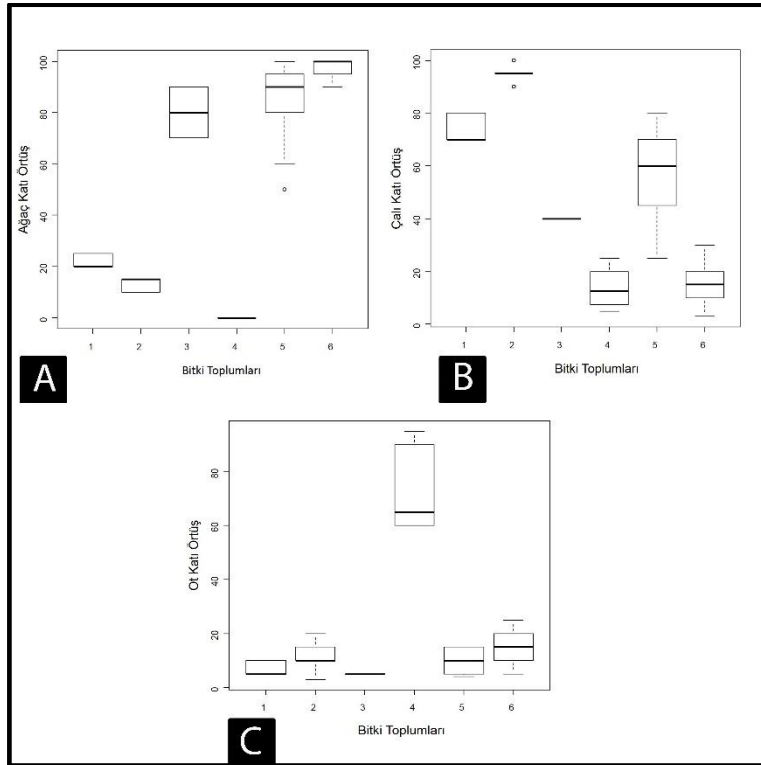 Ağaç Katı Örtüş
100
80
60
40
20
0
1 2 3 4 5 6
Bitki Toplumları
A
Çalı Katı Örtüş
100
80
60
40
20
0
1 2 3 4 5 6
Bitki Toplumları
B
Ot Katı Örtüş
80
60
40
20
0
1 2 3 4 5 6
Bitki Toplumları
C